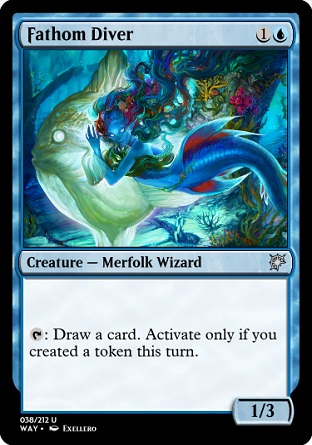 Fathom Diver 1
Creature — Merfolk Wizard
: Draw a card. Activate only if you
created a token this turn.
1/3
038/212 U
WAY • Exellero